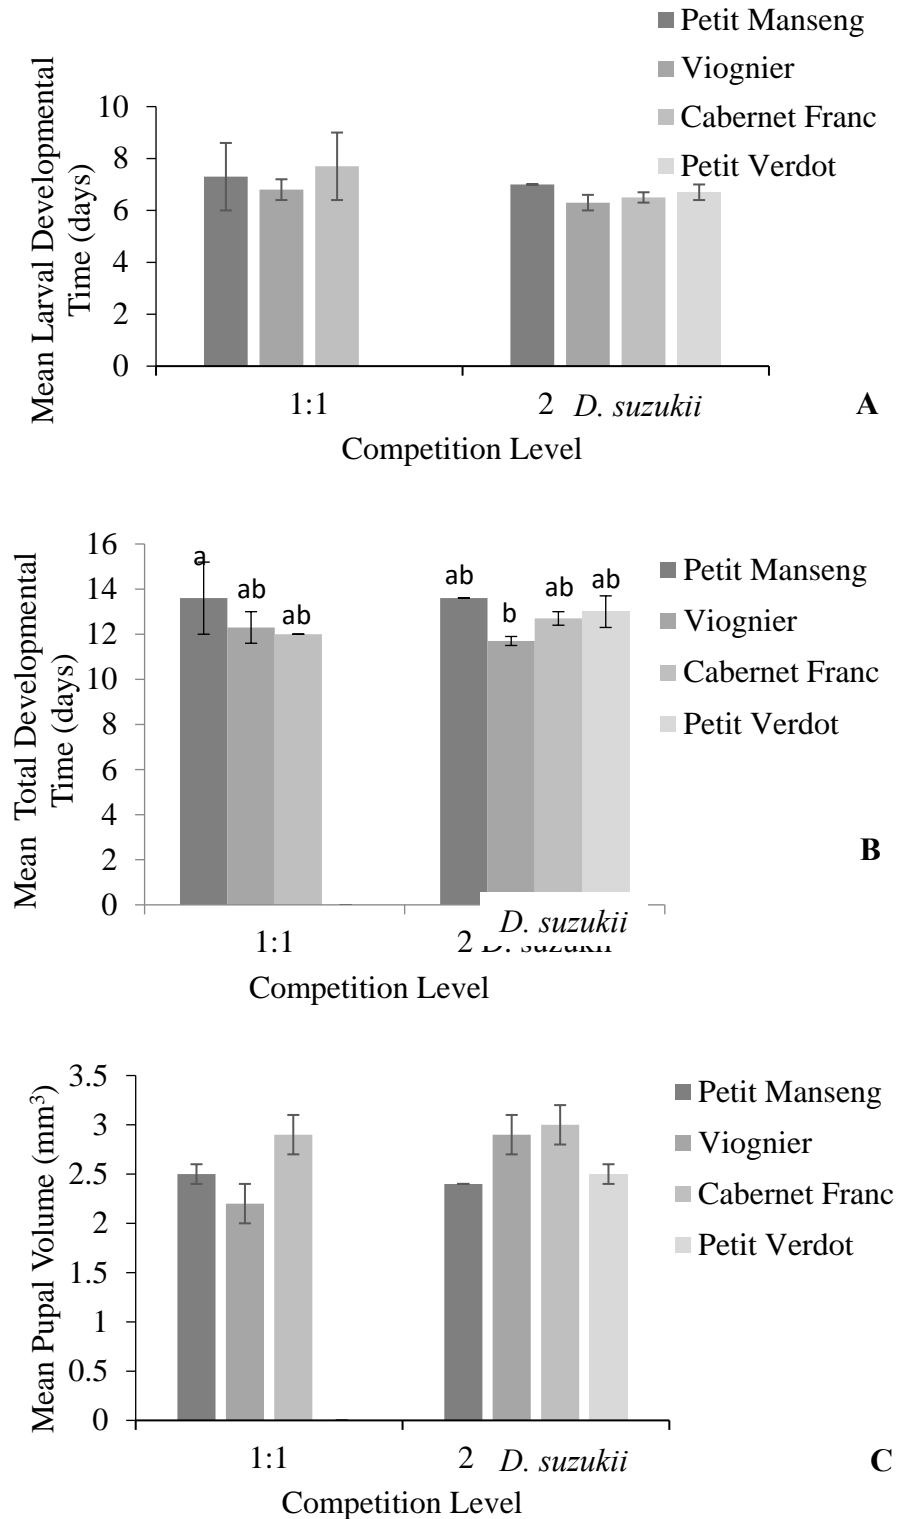 Petit Manseng
Viognier
Cabernet Franc
Petit Verdot
Mean Larval Developmental
Time (days)
10
8
6
4
2
0
1:1
2 D. suzukii
A
Competition Level
16
14
12
10
8
6
4
2
0
a
ab
ab
ab
b
ab
ab
Petit Manseng
Viognier
Cabernet Franc
Petit Verdot
Mean Total Developmental
Time (days)
B
D. suzukii
1:1
2 D. suzukii
Competition Level
3.5
3
2.5
2
1.5
1
0.5
0
Mean Pupal Volume (mm³)
Petit Manseng
Viognier
Cabernet Franc
Petit Verdot
1:1
2 D. suzukii
C
Competition Level